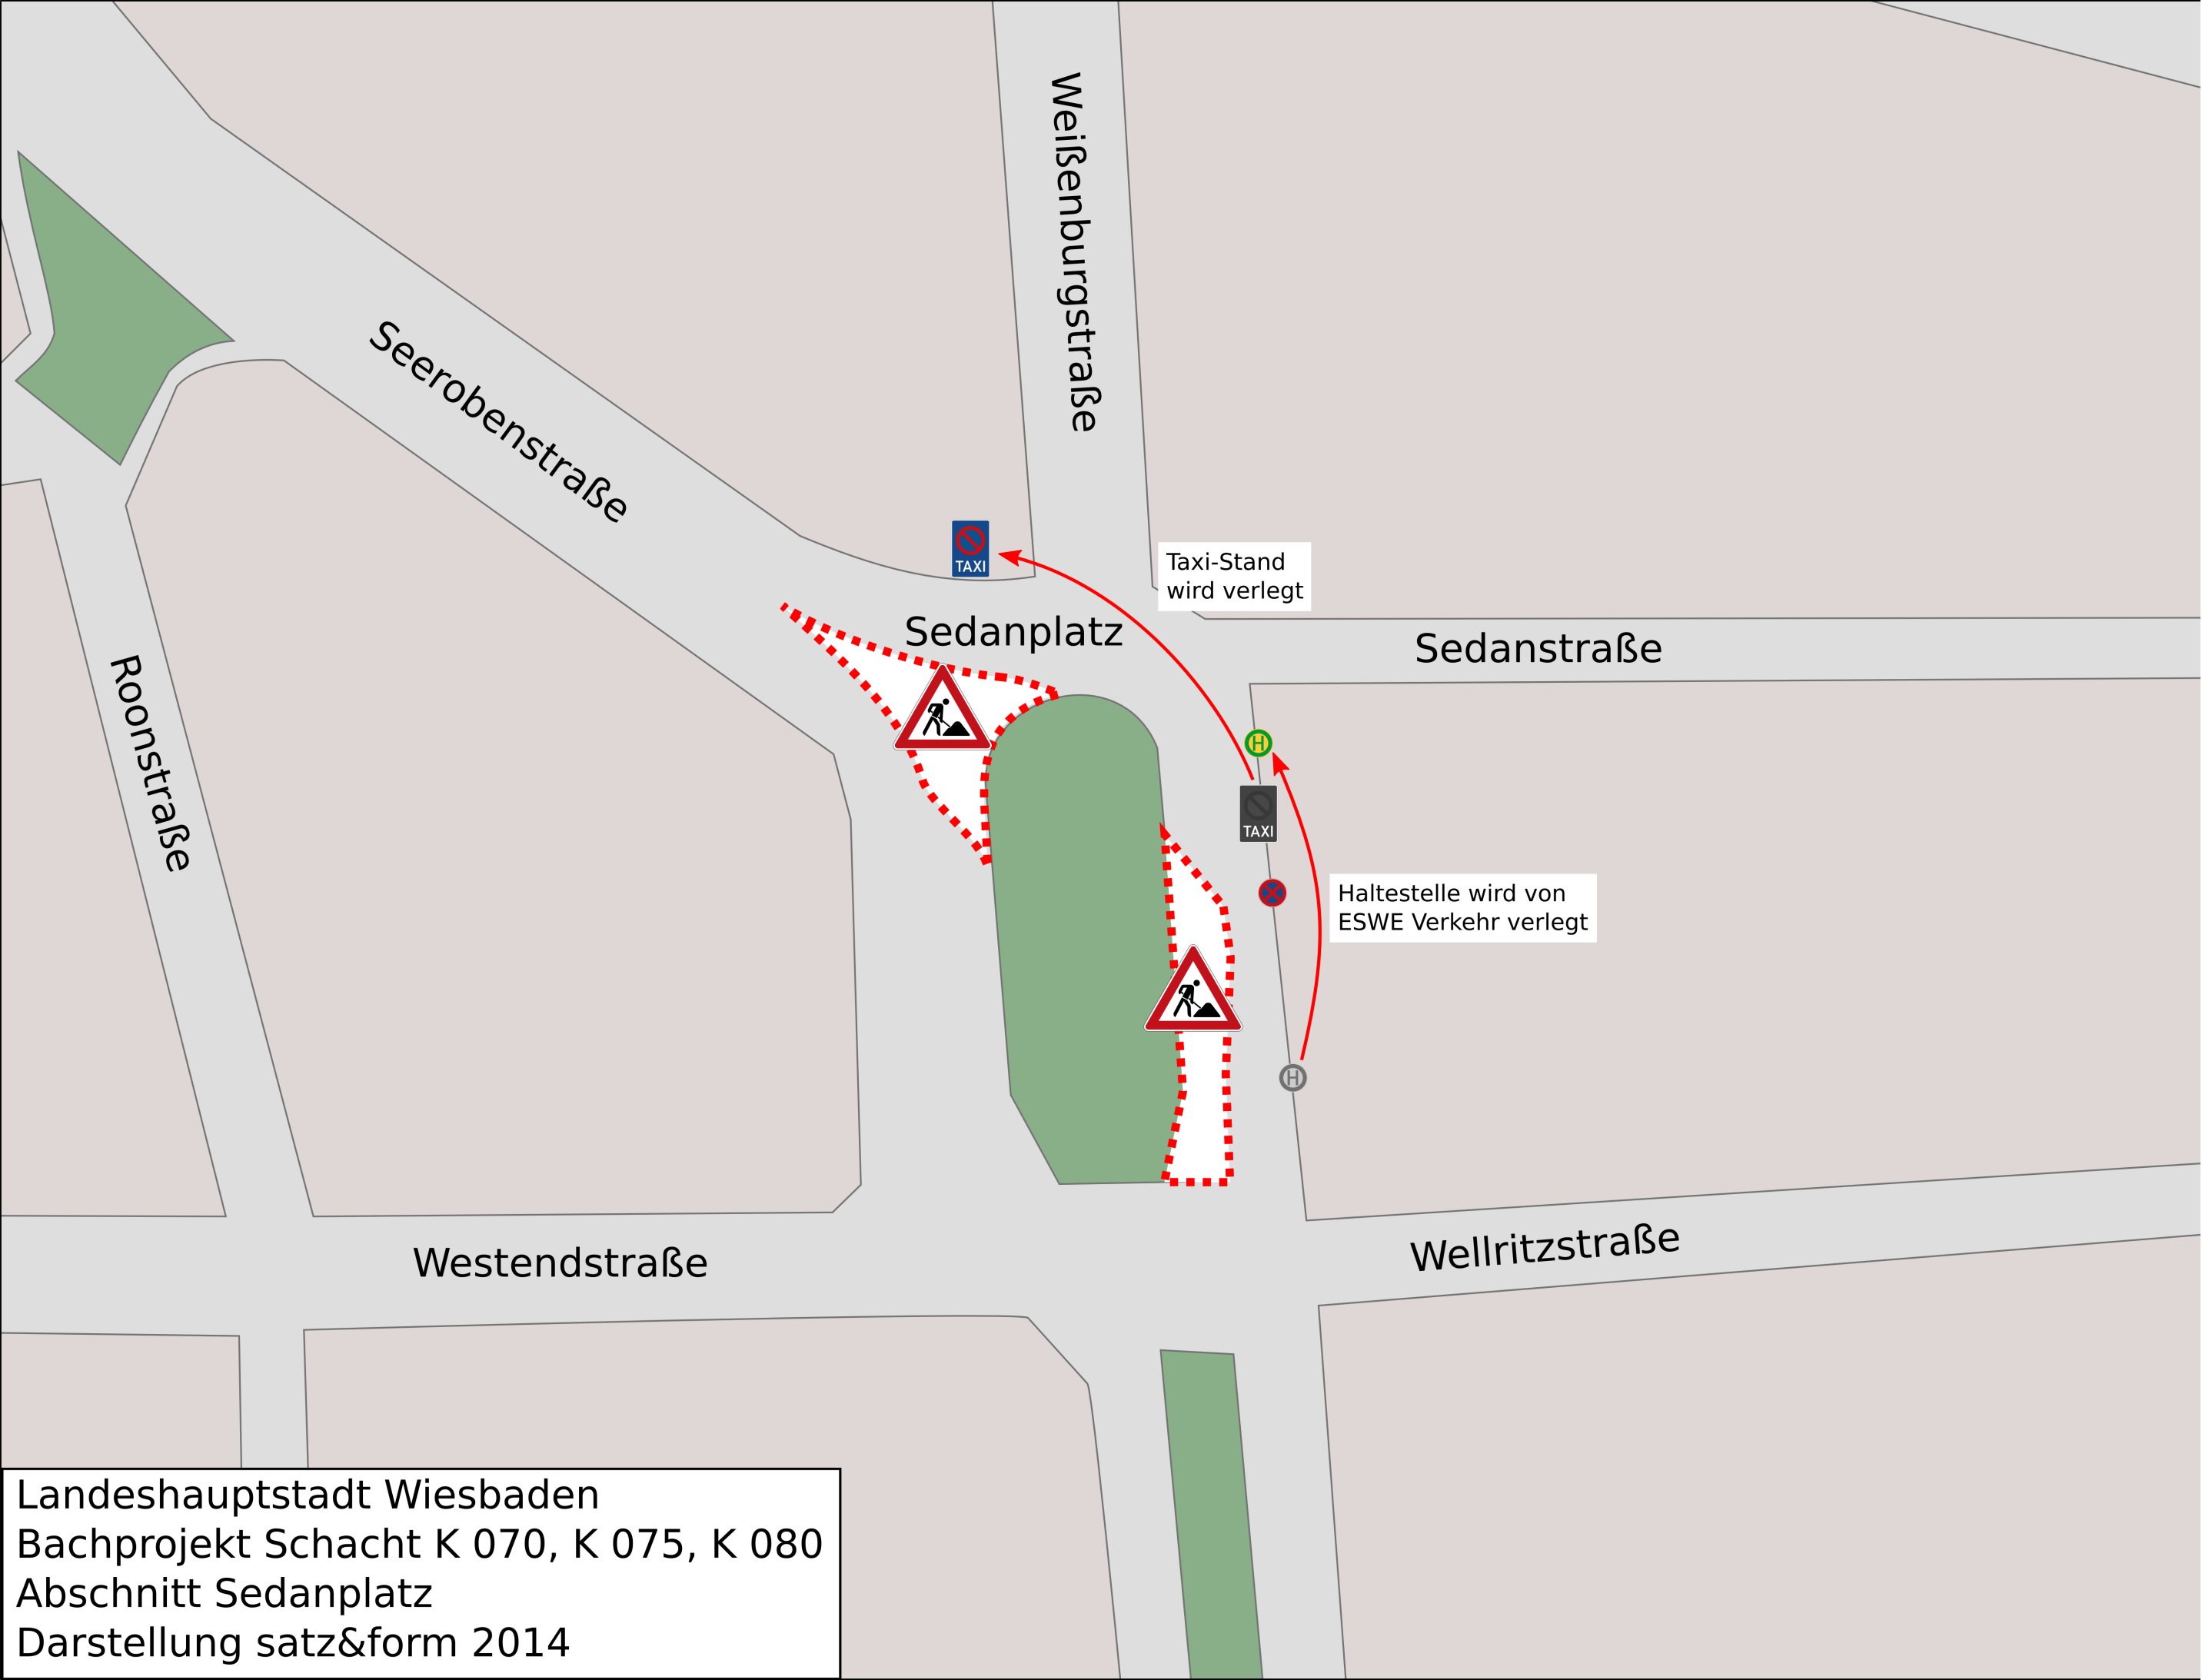 Weißenburgstraße
Seerobenstraße
TAXI
Taxi-Stand
wird verlegt
Sedanplatz
Sedanstraße
Roonstraße
H
TAXI
Haltestelle wird von
ESWE Verkehr verlegt
H
Westendstraße
Wellritzstraße
Landeshauptstadt Wiesbaden
Bachprojekt Schacht K 070, K 075, K 080
Abschnitt Sedanplatz
Darstellung satz&form 2014